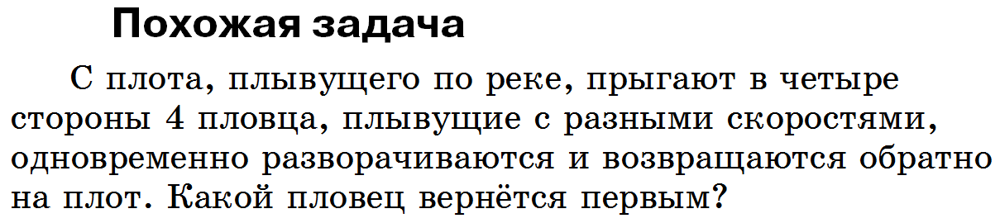 Похожая задача
С плота, плывущего по реке, прыгают в четыре
стороны 4 пловца, плывущие с разными скоростями,
одновременно разворачиваются и возвращаются обратно
на плот. Какой пловец вернётся первым?